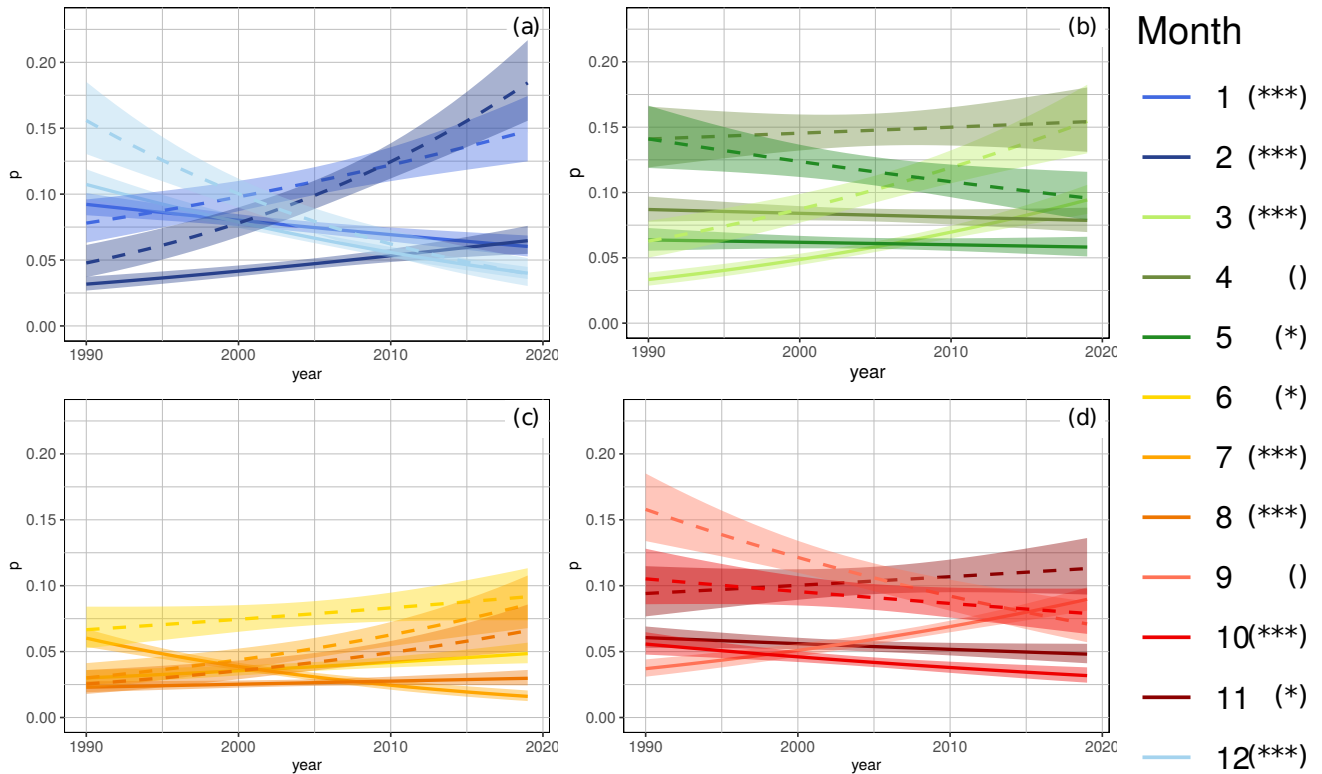 (a)
0.20
0.15
p
0.10
0.05
0.00
1990 2000 2010 2020
year
(b)
0.20
0.15
p
0.10
0.05
0.00
1990 2000 2010 2020
year
(c)
0.20
0.15
p
0.10
0.05
0.00
1990 2000 2010 2020
year
(d)
0.20
0.15
p
0.10
0.05
0.00
1990 2000 2010 2020
year
Month
1 (***)
2 (***)
3 (***)
4 ()
5 (*)
6 (*)
7 (***)
8 (***)
9 ()
10(***)
11 (*)
12(***)